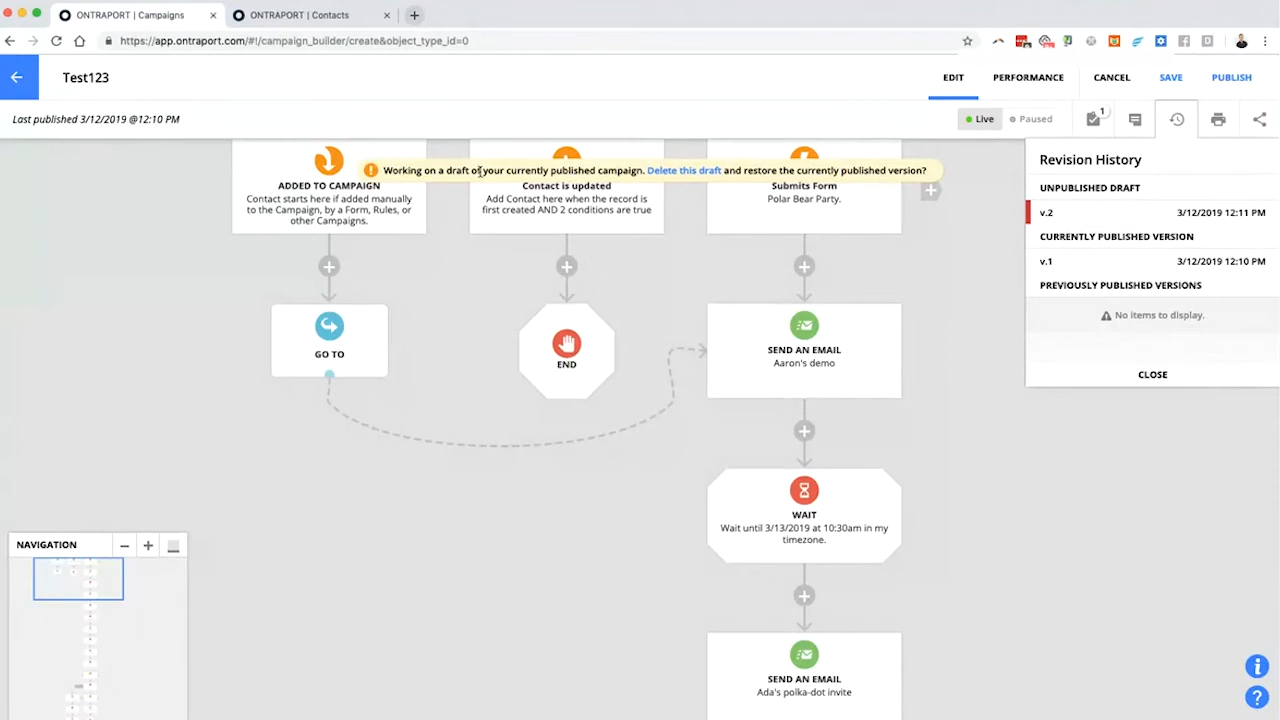 ONTRAPORT | Campaigns
ONTRAPORT | Contacts
https://app.ontraport.com/#!/campaign_builder/create&object_type_id=0
Test123
EDIT
PERFORMANCE
CANCEL
SAVE
PUBLISH
Last published 3/12/2019 @12:10 PM
Live
Paused
1
Working on a draft of your currently published campaign. Delete this draft and restore the currently published version?
ADDED TO CAMPAIGN
Contact starts here if added manually
to the Campaign, by a Form, Rules, or
other Campaigns.
Contact is updated
Add Contact here when the record is
first created AND 2 conditions are true
Submits Form
Polar Bear Party.
Revision History
UNPUBLISHED DRAFT
v.2 3/12/2019 12:11 PM
CURRENTLY PUBLISHED VERSION
v.1 3/12/2019 12:10 PM
PREVIOUSLY PUBLISHED VERSIONS
No items to display.
CLOSE
GO TO
END
SEND AN EMAIL
Aaron's demo
WAIT
Wait until 3/13/2019 at 10:30am in my
timezone.
SEND AN EMAIL
Ada's polka-dot invite
NAVIGATION